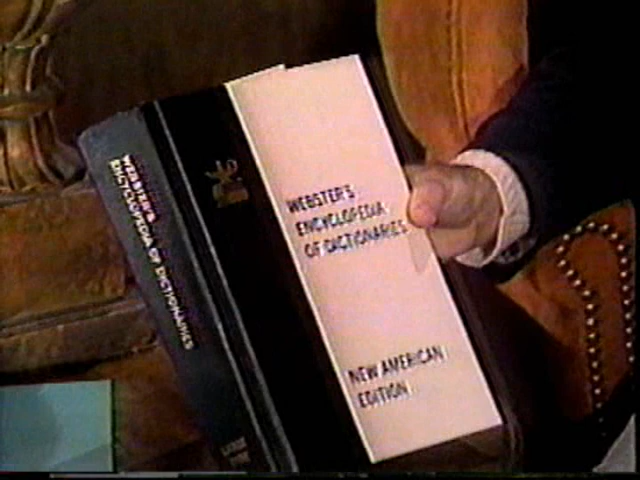 WEBSTER'S
ENCYCLOPEDIA OF DICTIONARIES
WEBSTER'S
ENCYCLOPEDIA
OF DICTIONARIES
NEW AMERICAN
EDITION